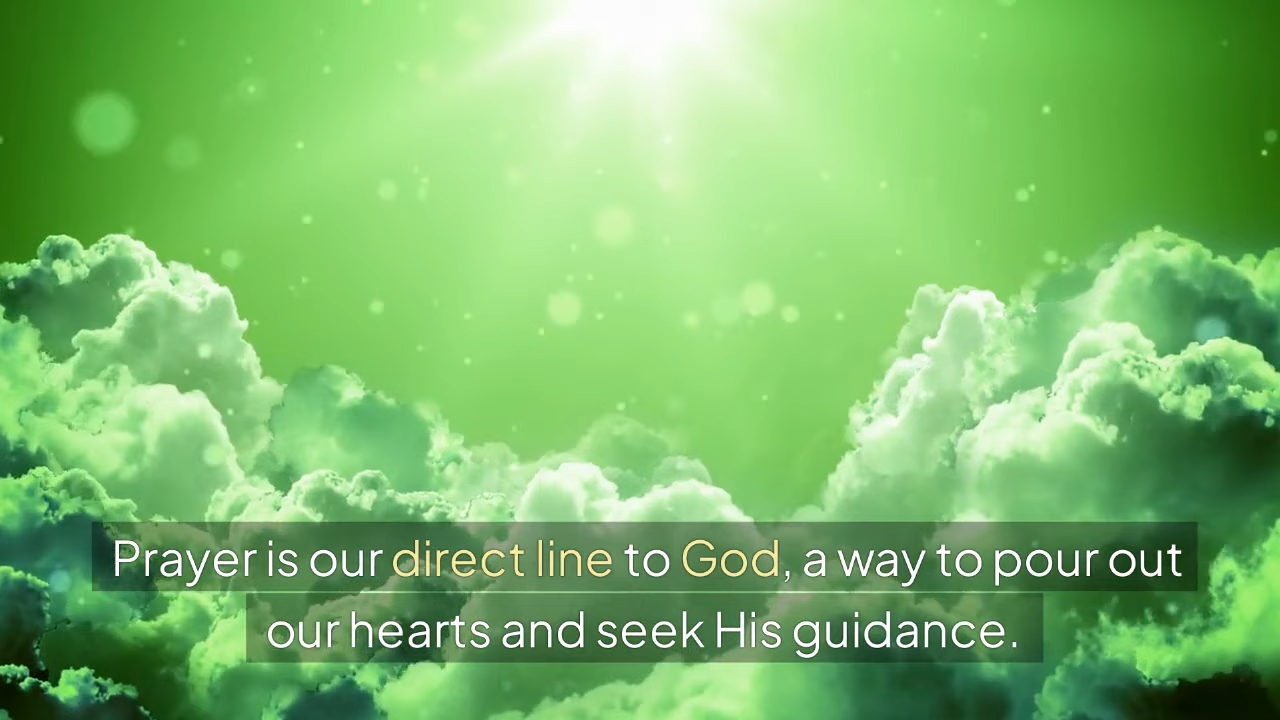 Prayer is our direct line to God, a way to pour out
our hearts and seek His guidance.